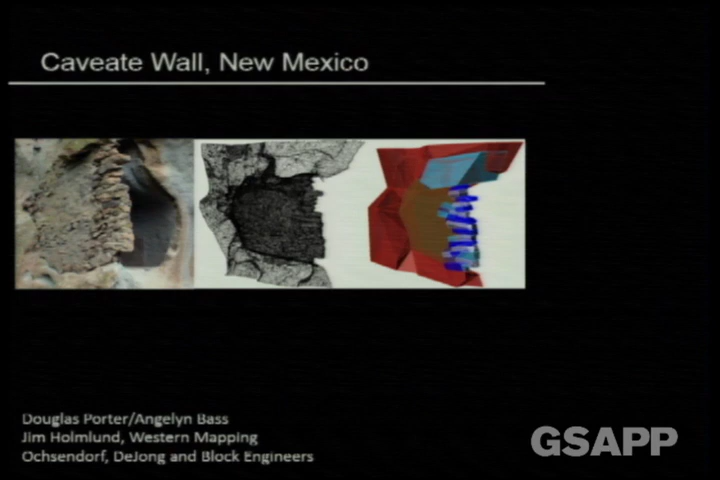 Caveate Wall, New Mexico
Douglas Porter/Angelyn Bass
Jim Holmlund, Western Mapping
Ochsendorf, DeJong and Block Engineers
GSAPP